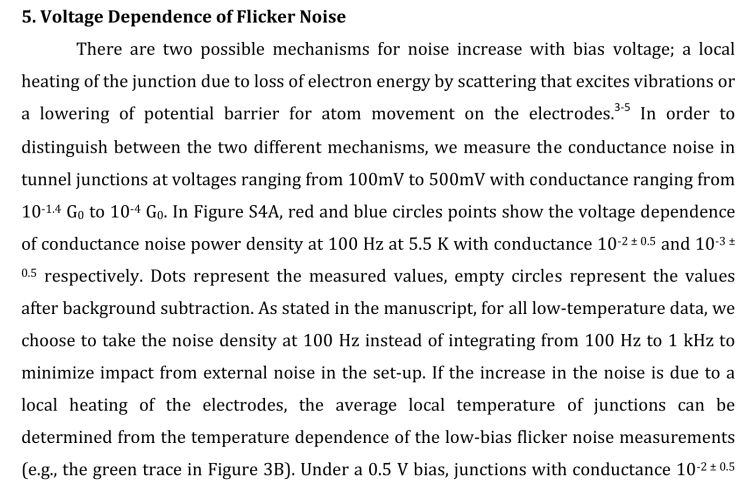 5. Voltage Dependence of Flicker Noise
There are two possible mechanisms for noise increase with bias voltage; a local
heating of the junction due to loss of electron energy by scattering that excites vibrations or
a lowering of potential barrier for atom movement on the electrodes.³⁻⁵ In order to
distinguish between the two different mechanisms, we measure the conductance noise in
tunnel junctions at voltages ranging from 100mV to 500mV with conductance ranging from
10⁻¹·⁴ G₀ to 10⁻⁴ G₀. In Figure S4A, red and blue circles points show the voltage dependence
of conductance noise power density at 100 Hz at 5.5 K with conductance 10⁻² ± ⁰·⁵ and 10⁻³ ±
⁰·⁵ respectively. Dots represent the measured values, empty circles represent the values
after background subtraction. As stated in the manuscript, for all low-temperature data, we
choose to take the noise density at 100 Hz instead of integrating from 100 Hz to 1 kHz to
minimize impact from external noise in the set-up. If the increase in the noise is due to a
local heating of the electrodes, the average local temperature of junctions can be
determined from the temperature dependence of the low-bias flicker noise measurements
(e.g., the green trace in Figure 3B). Under a 0.5 V bias, junctions with conductance 10⁻² ± ⁰·⁵